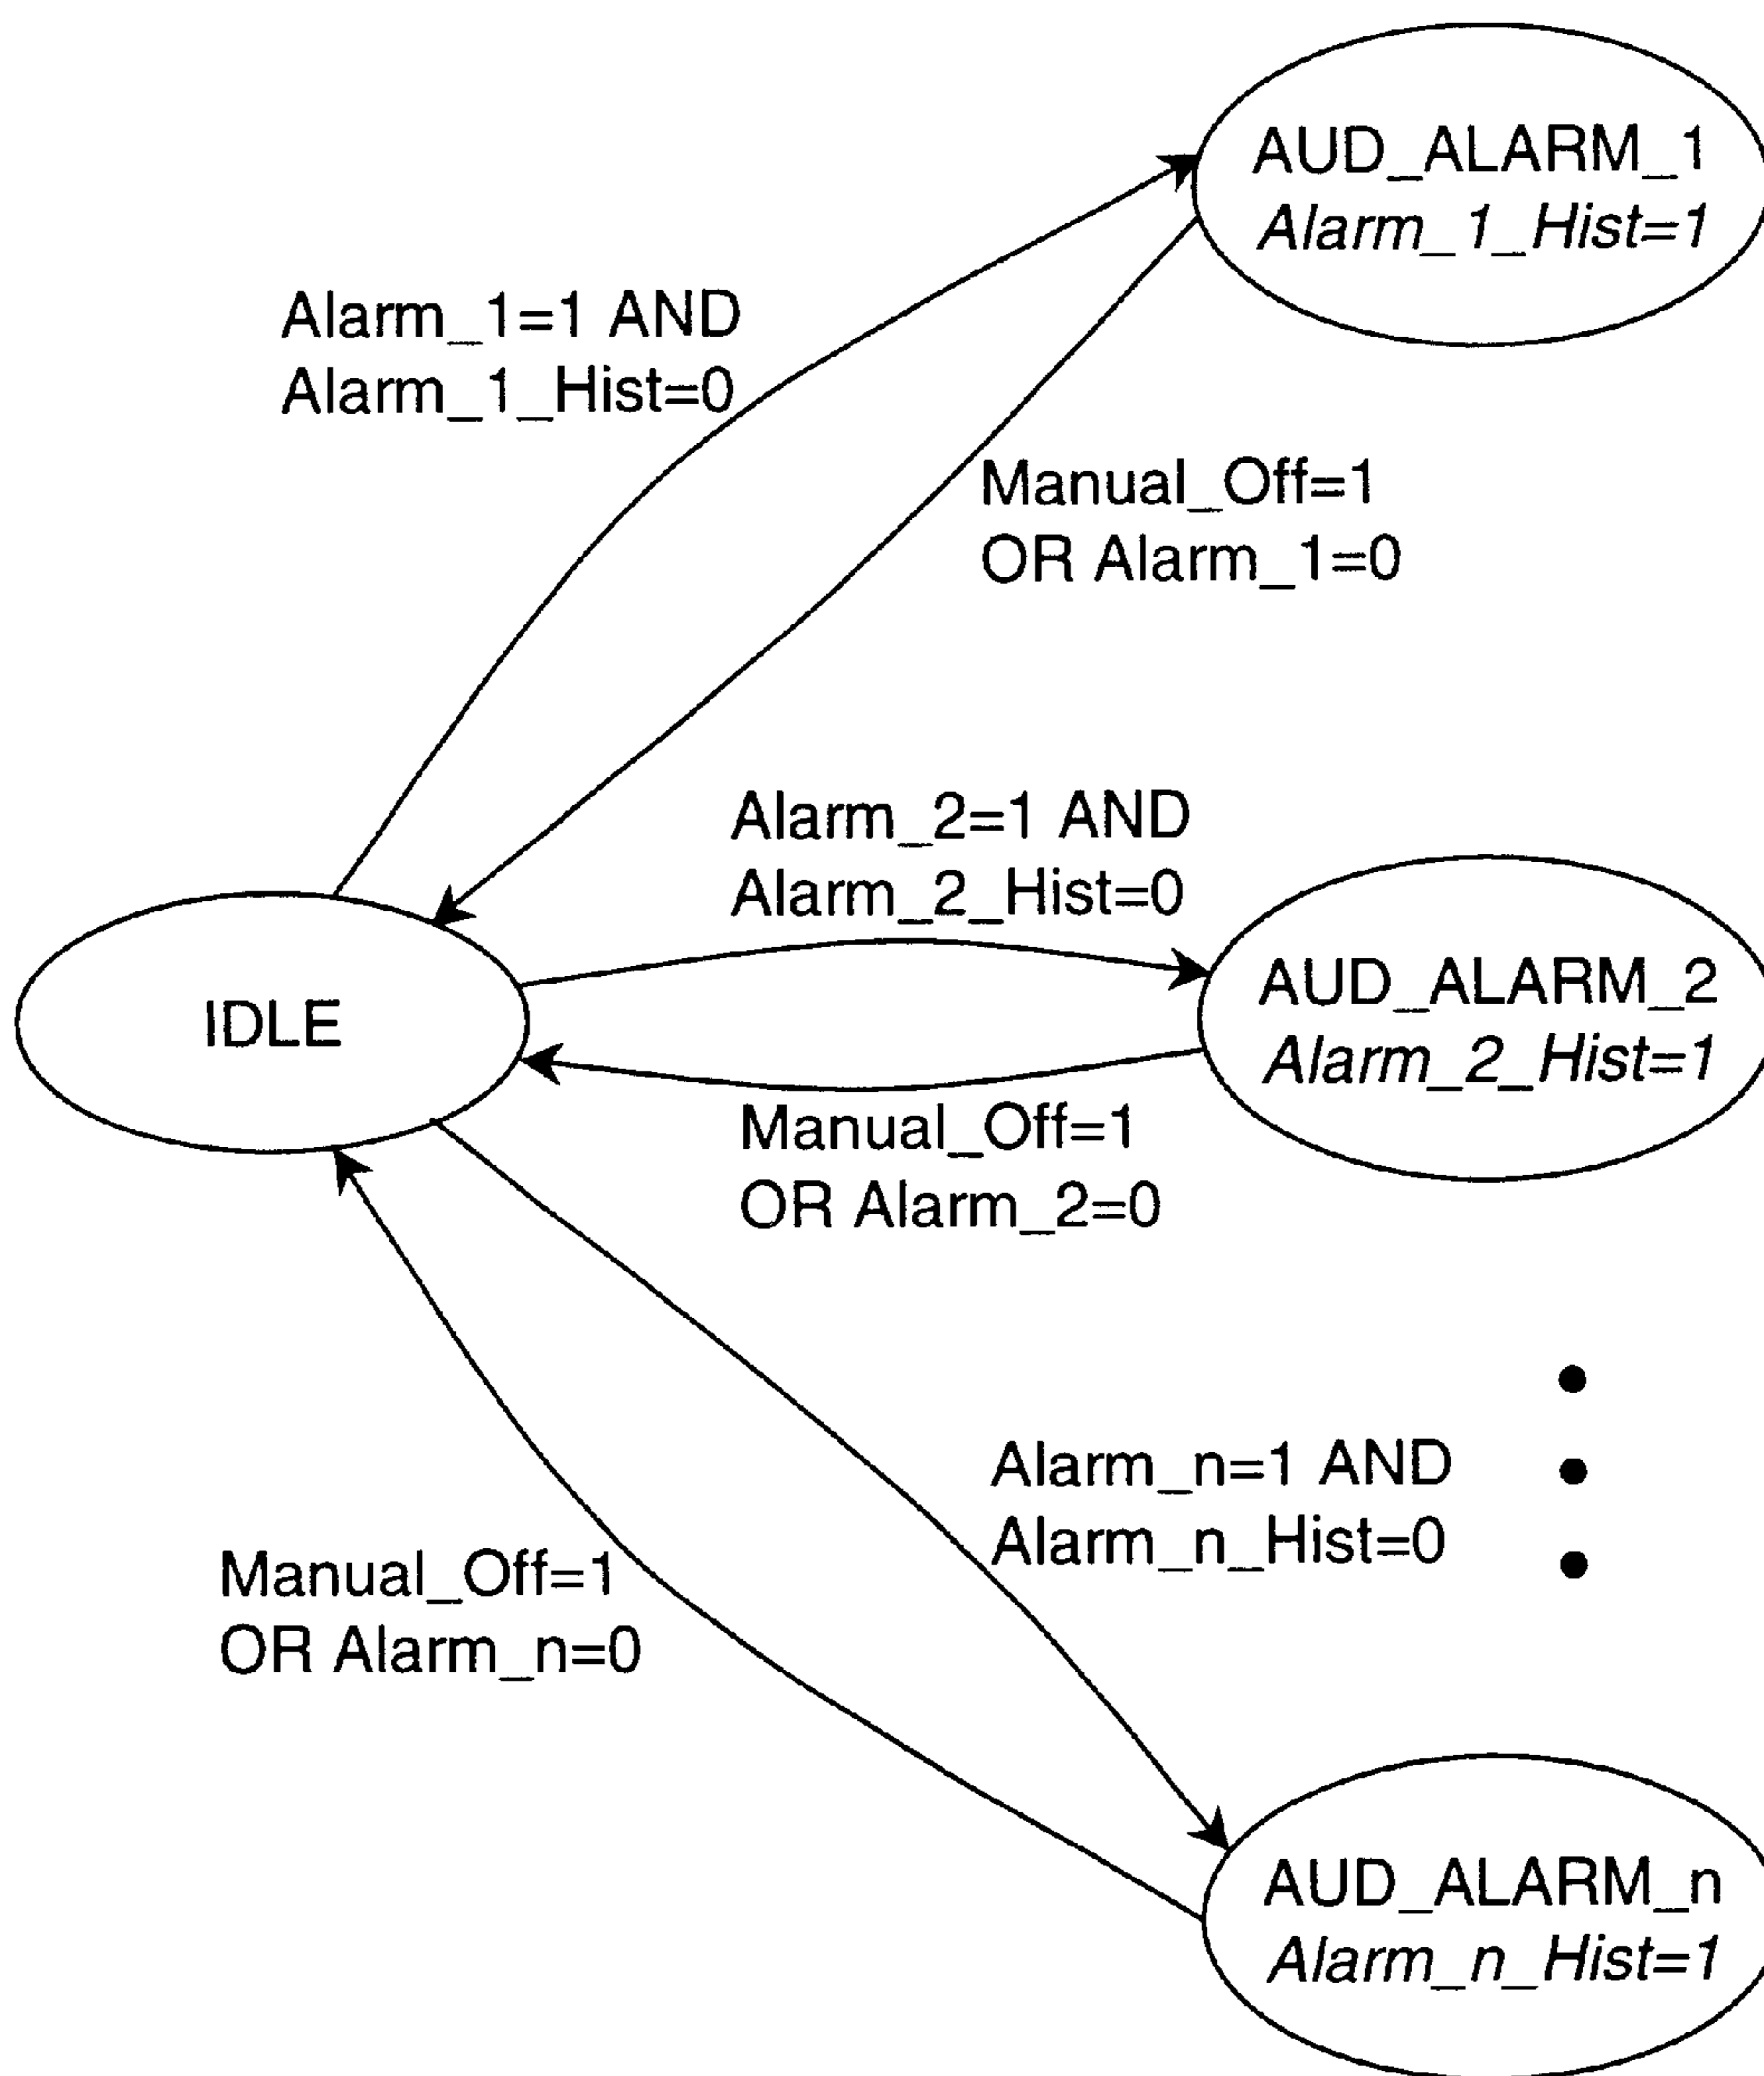 AUD_ALARM_1
Alarm_1_Hist=1
Alarm_1=1 AND
Alarm_1_Hist=0
Manual_Off=1
OR Alarm_1=0
Alarm_2=1 AND
Alarm_2_Hist=0
IDLE
AUD_ALARM_2
Alarm_2_Hist=1
Manual_Off=1
OR Alarm_2=0
Alarm_n=1 AND
Alarm_n_Hist=0
Manual_Off=1
OR Alarm_n=0
AUD_ALARM_n
Alarm_n_Hist=1